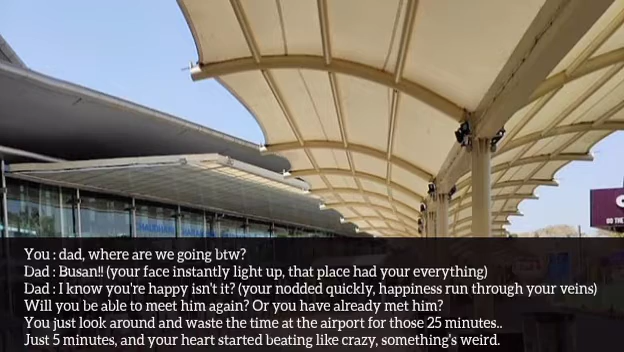 You : dad, where are we going btw?
Dad : Busan!! (your face instantly light up, that place had your everything)
Dad : I know you're happy isn't it? (your nodded quickly, happiness run through your veins)
Will you be able to meet him again? Or you have already met him?
You just look around and waste the time at the airport for those 25 minutes..
Just 5 minutes, and your heart started beating like crazy, something's weird.